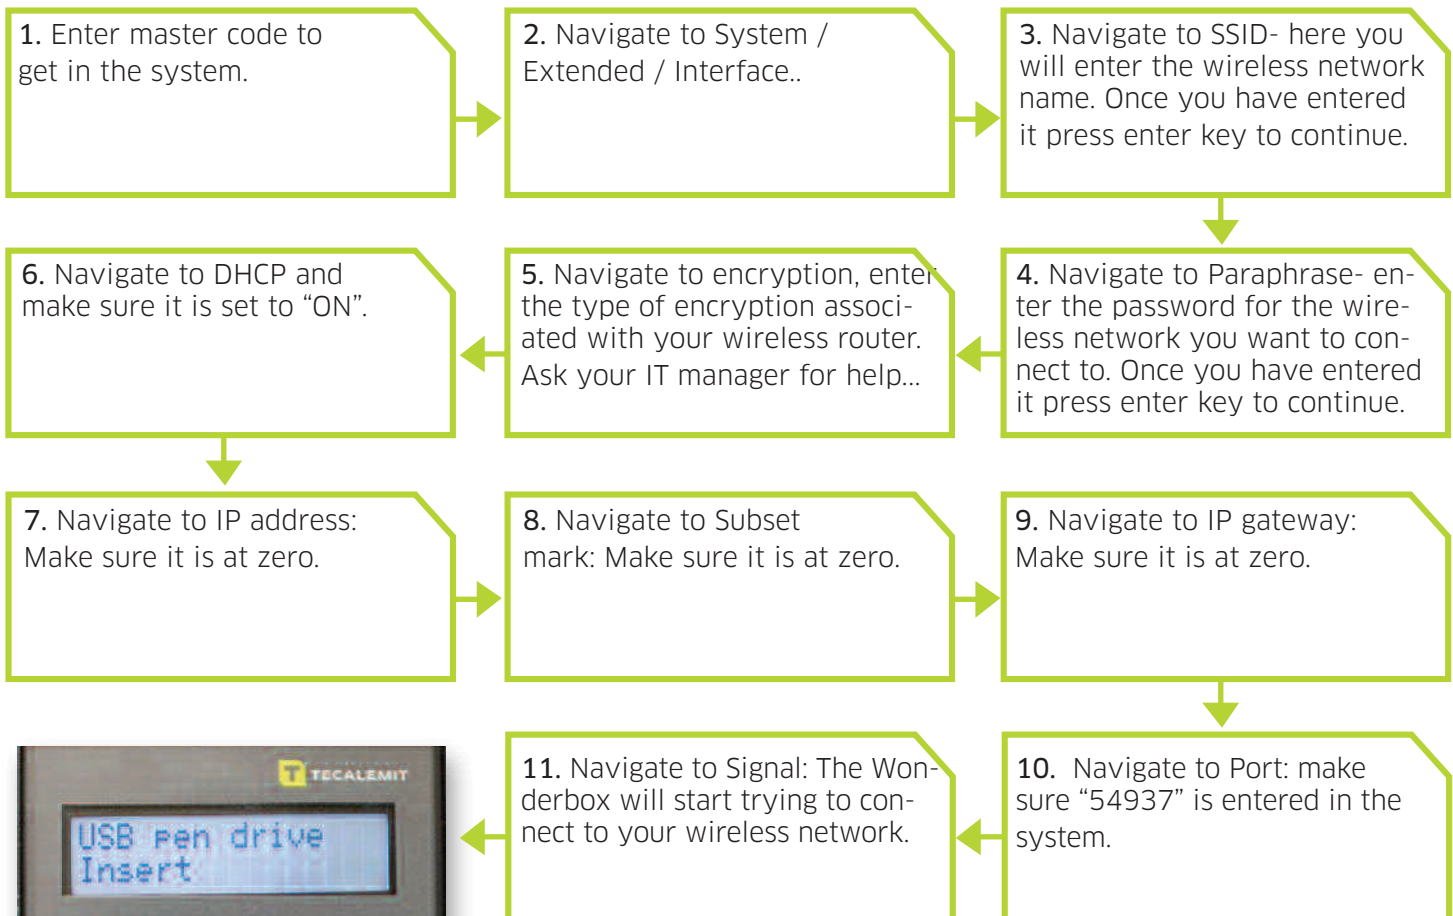 1. Enter master code to
get in the system.
2. Navigate to System /
Extended / Interface..
3. Navigate to SSID- here you
will enter the wireless network
name. Once you have entered
it press enter key to continue.
4. Navigate to Paraphrase- en-
ter the password for the wire-
less network you want to con-
nect to. Once you have entered
it press enter key to continue.
5. Navigate to encryption, enter
the type of encryption associ-
ated with your wireless router.
Ask your IT manager for help...
6. Navigate to DHCP and
make sure it is set to “ON”.
7. Navigate to IP address:
Make sure it is at zero.
8. Navigate to Subset
mark: Make sure it is at zero.
9. Navigate to IP gateway:
Make sure it is at zero.
10. Navigate to Port: make
sure “54937” is entered in the
system.
11. Navigate to Signal: The Won-
derbox will start trying to con-
nect to your wireless network.
T TECALEMIT
USB pen drive
Insert